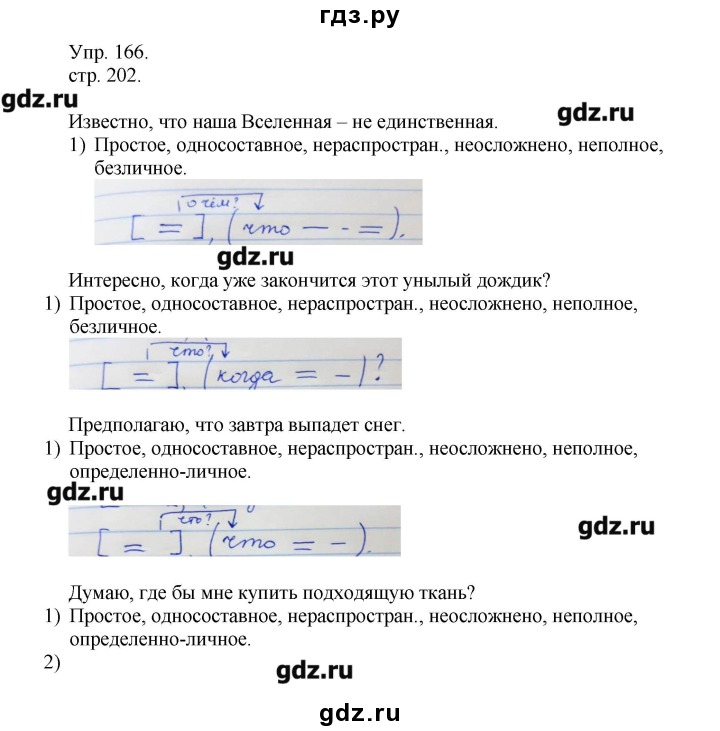 гдз.ру
Упр. 166.
стр. 202.
gdz.ru
gdz.ru
Известно, что наша Вселенная – не единственная.
1) Простое, односоставное, нераспростран., неосложнено, неполное,
безличное.
о чём?
[ = ], (что — - =).
gdz.ru
Интересно, когда уже закончится этот унылый дождик?
1) Простое, односоставное, нераспростран., неосложнено, неполное,
безличное.
что?
[ = ], (когда = –)?
Предполагаю, что завтра выпадет снег.
1) Простое, односоставное, нераспростран., неосложнено, неполное,
определенно-личное.
gdz.ru
что?
[ = ], (что = –).
gdz.ru
Думаю, где бы мне купить подходящую ткань?
1) Простое, односоставное, нераспростран., неосложнено, неполное,
определенно-личное.
2)
gdz.ru
gdz.ru